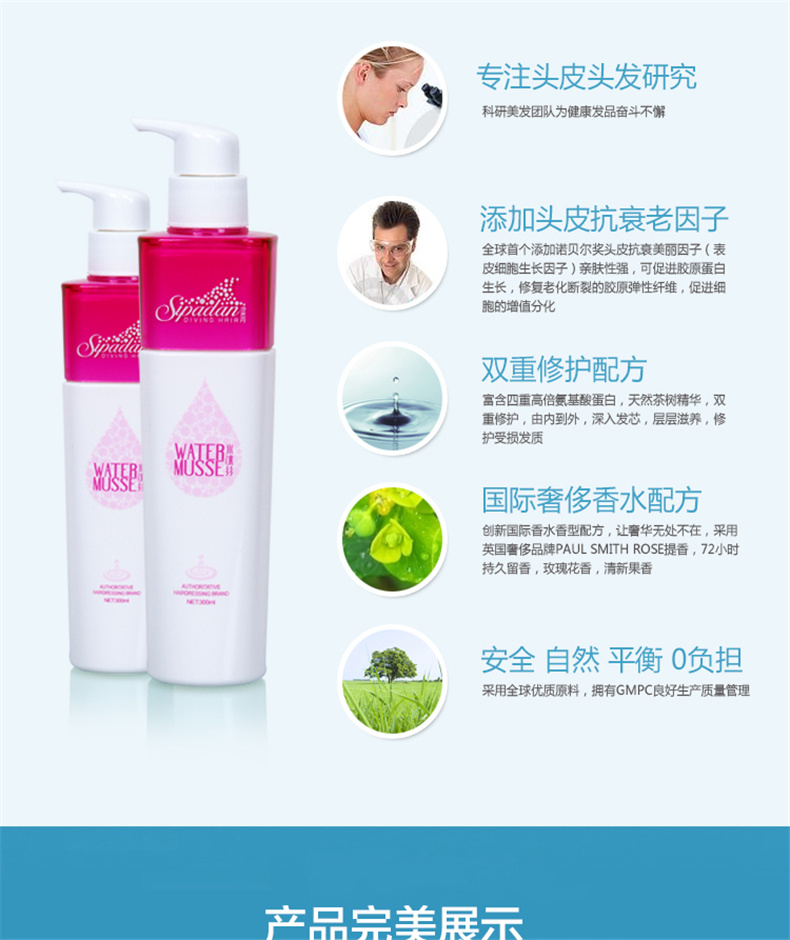 专注头皮头发研究
科研美发团队为健康发品奋斗不懈
添加头皮抗衰老因子
全球首个添加诺贝尔奖头皮抗衰美丽因子（表
皮细胞生长因子）亲肤性强，可促进胶原蛋白
生长，修复老化断裂的胶原弹性纤维，促进细
胞的增值分化
双重修护配方
富含四重高倍氨基酸蛋白，天然茶树精华，双
重修护，由内到外，深入发芯，层层滋养，修
护受损发质
国际奢侈香水配方
创新国际香水香型配方，让奢华无处不在，采用
英国奢侈品牌PAUL SMITH ROSE提香，72小时
持久留香，玫瑰花香，清新果香
安全 自然 平衡 0负担
采用全球优质原料，拥有GMPC良好生产质量管理
Sipadan
DIVING HAIR
WATER
MUSSE
AUTHORITATIVE
HAIRDRESSING BRAND
NET300ml
Sipadan
DIVING HAIR
WATER
MUSSE
AUTHORITATIVE
HAIRDRESSING BRAND
NET:300ml
产品完美展示